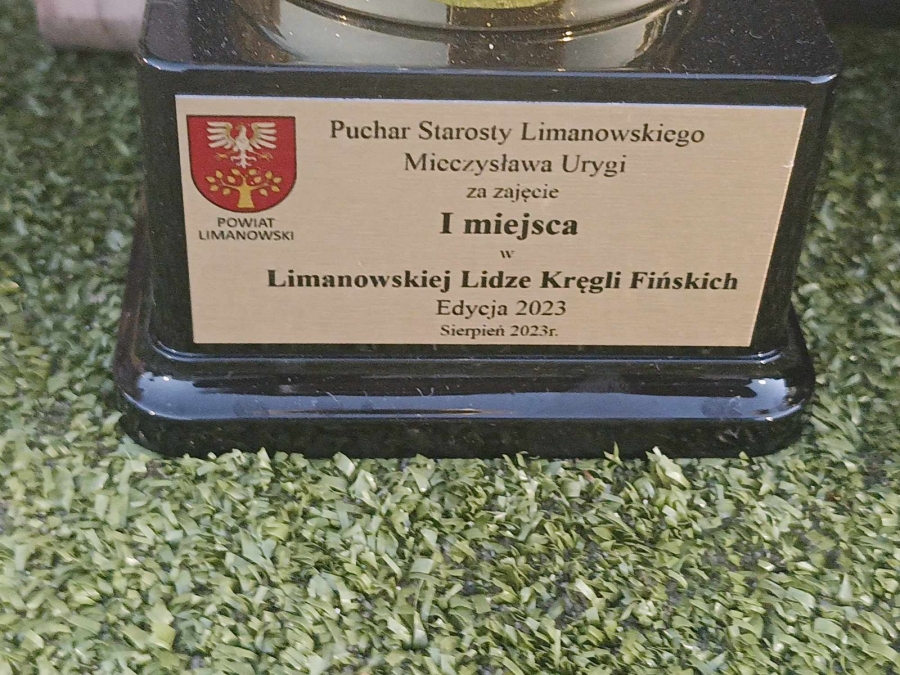 Puchar Starosty Limanowskiego
Mieczysława Urygi
za zajęcie
I miejsca
w
Limanowskiej Lidze Kręgli Fińskich
Edycja 2023
Sierpień 2023r.
POWIAT
LIMANOWSKI